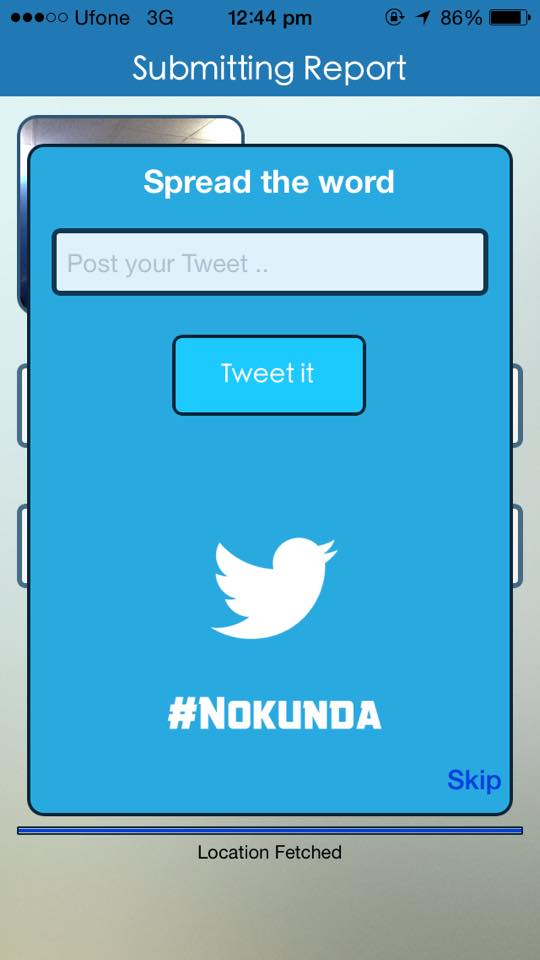 Ufone 3G 12:44 pm 86%
Submitting Report
Spread the word
Post your Tweet ..
Tweet it
#NOKUNDA
Skip
Location Fetched